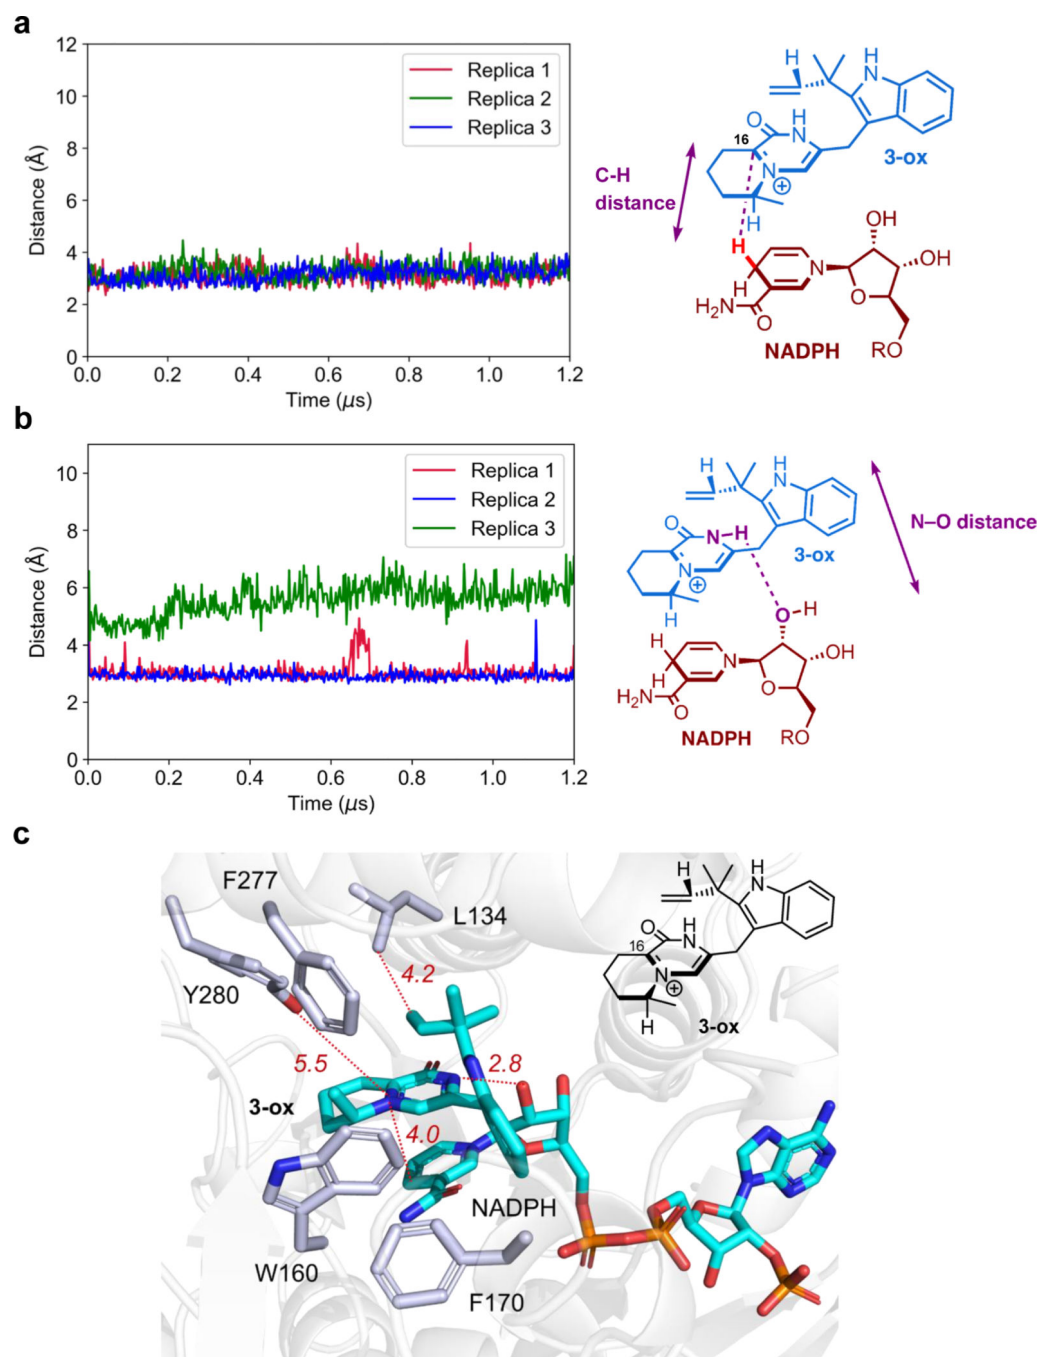 a
12
10
8
6
4
2
0
Distance (Å)
0.0 0.2 0.4 0.6 0.8 1.0 1.2
Time (μs)
Replica 1
Replica 2
Replica 3
H
H
N
O
H
N
16
N
⊕
3-ox
H
C-H
distance
H
H
N
OH
OH
O
H₂N
O
NADPH
RO
b
10
8
6
4
2
0
Distance (Å)
0.0 0.2 0.4 0.6 0.8 1.0 1.2
Time (μs)
Replica 1
Replica 2
Replica 3
H
H
N
O
N-H
N
⊕
3-ox
H
N–O distance
O-H
H
H
N
OH
O
H₂N
O
NADPH
RO
c
F277
L134
Y280
4.2
5.5
2.8
3-ox
4.0
NADPH
W160
F170
H
H
N
O
H
N
16
N
⊕
H
3-ox